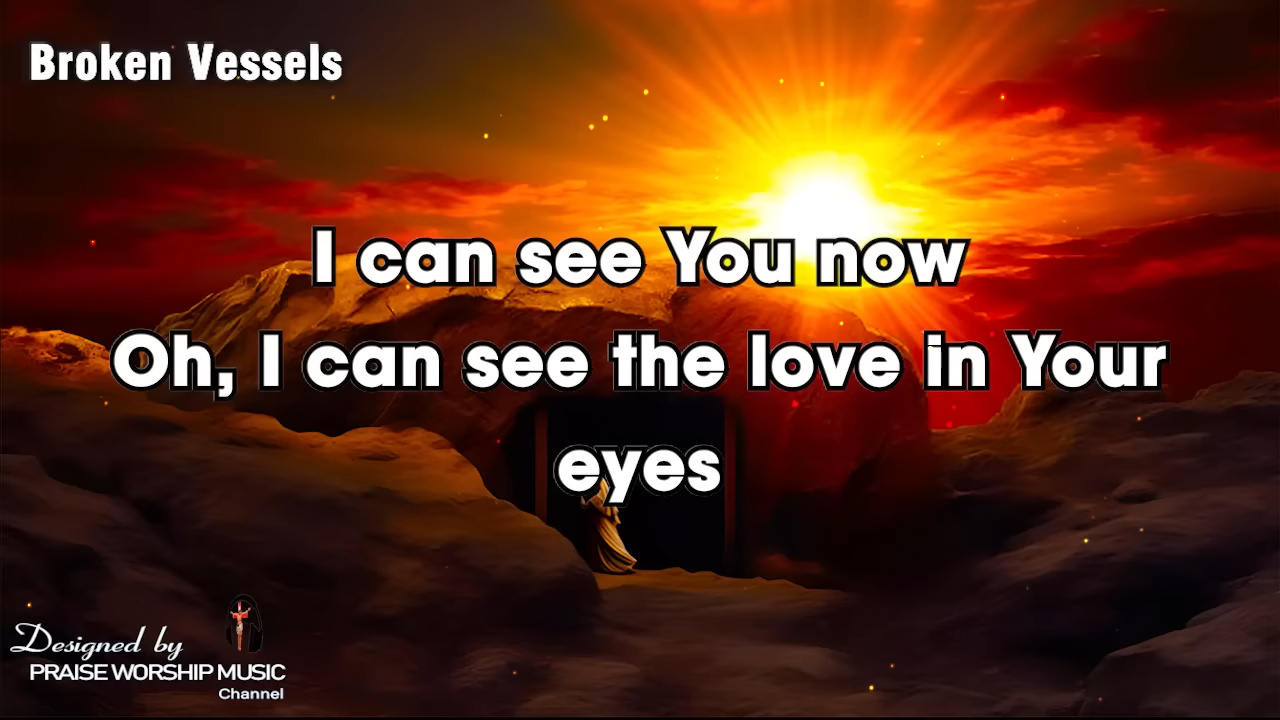 Broken Vessels
I can see You now
Oh, I can see the love in Your
eyes
Designed by
PRAISE WORSHIP MUSIC
Channel